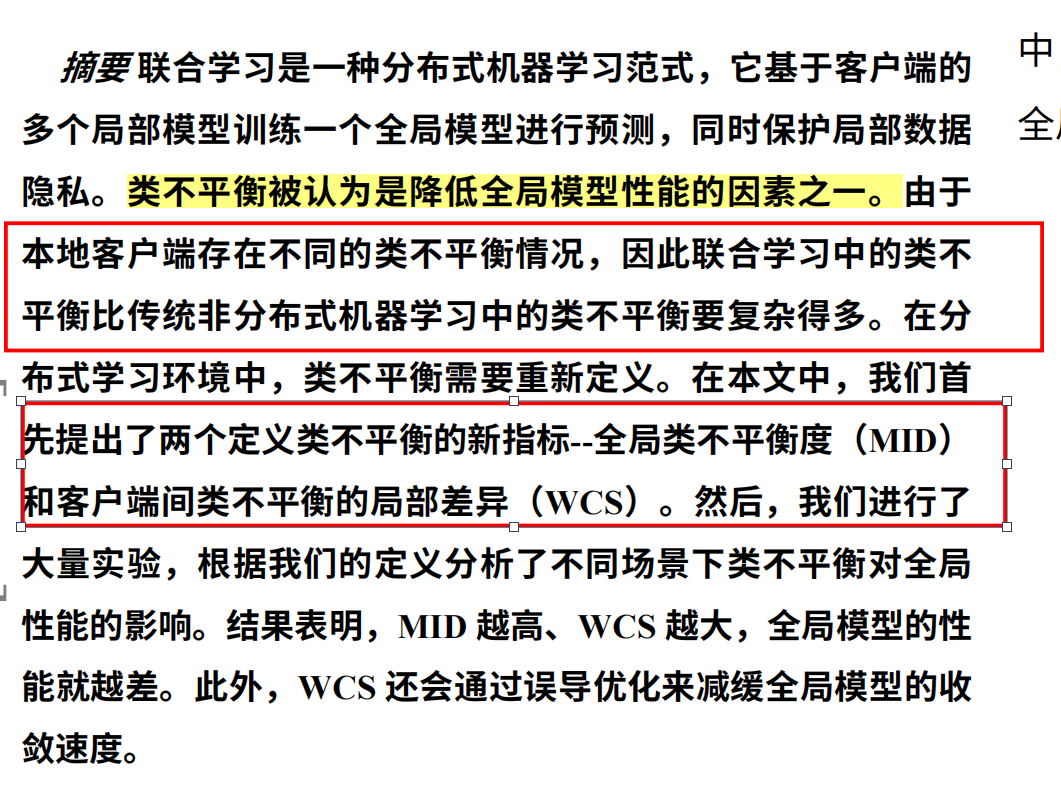 摘要 联合学习是一种分布式机器学习范式，它基于客户端的
多个局部模型训练一个全局模型进行预测，同时保护局部数据
隐私。类不平衡被认为是降低全局模型性能的因素之一。由于
本地客户端存在不同的类不平衡情况，因此联合学习中的类不
平衡比传统非分布式机器学习中的类不平衡要复杂得多。在分
布式学习环境中，类不平衡需要重新定义。在本文中，我们首
先提出了两个定义类不平衡的新指标--全局类不平衡度（MID）
和客户端间类不平衡的局部差异（WCS）。然后，我们进行了
大量实验，根据我们的定义分析了不同场景下类不平衡对全局
性能的影响。结果表明，MID 越高、WCS 越大，全局模型的性
能就越差。此外，WCS 还会通过误导优化来减缓全局模型的收
敛速度。
中
全